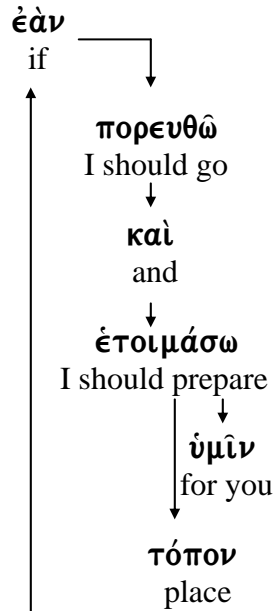 ἐὰν
if
πορευθῶ
I should go
καὶ
and
ἑτοιμάσω
I should prepare
ὑμῖν
for you
τόπον
place